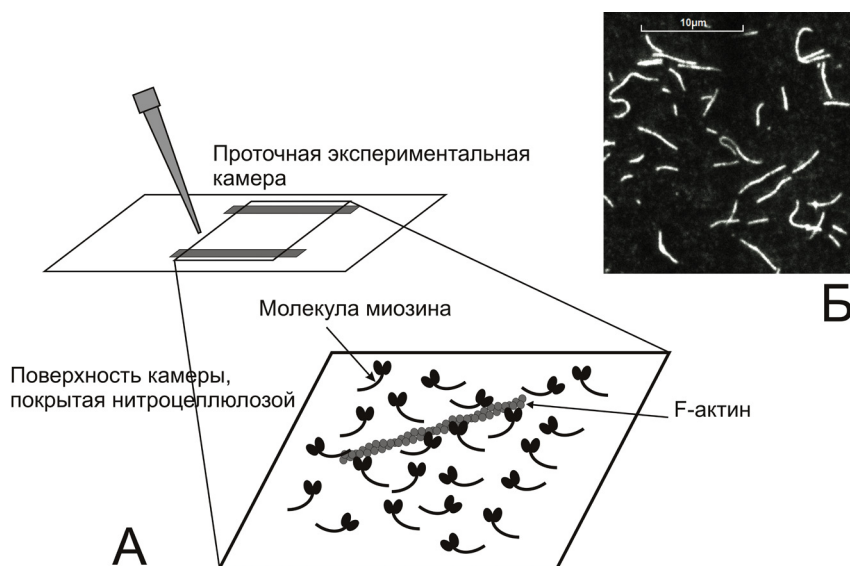 10μm
Проточная экспериментальная
камера
Б
Молекула миозина
Поверхность камеры,
покрытая нитроцеллюлозой
F-актин
А